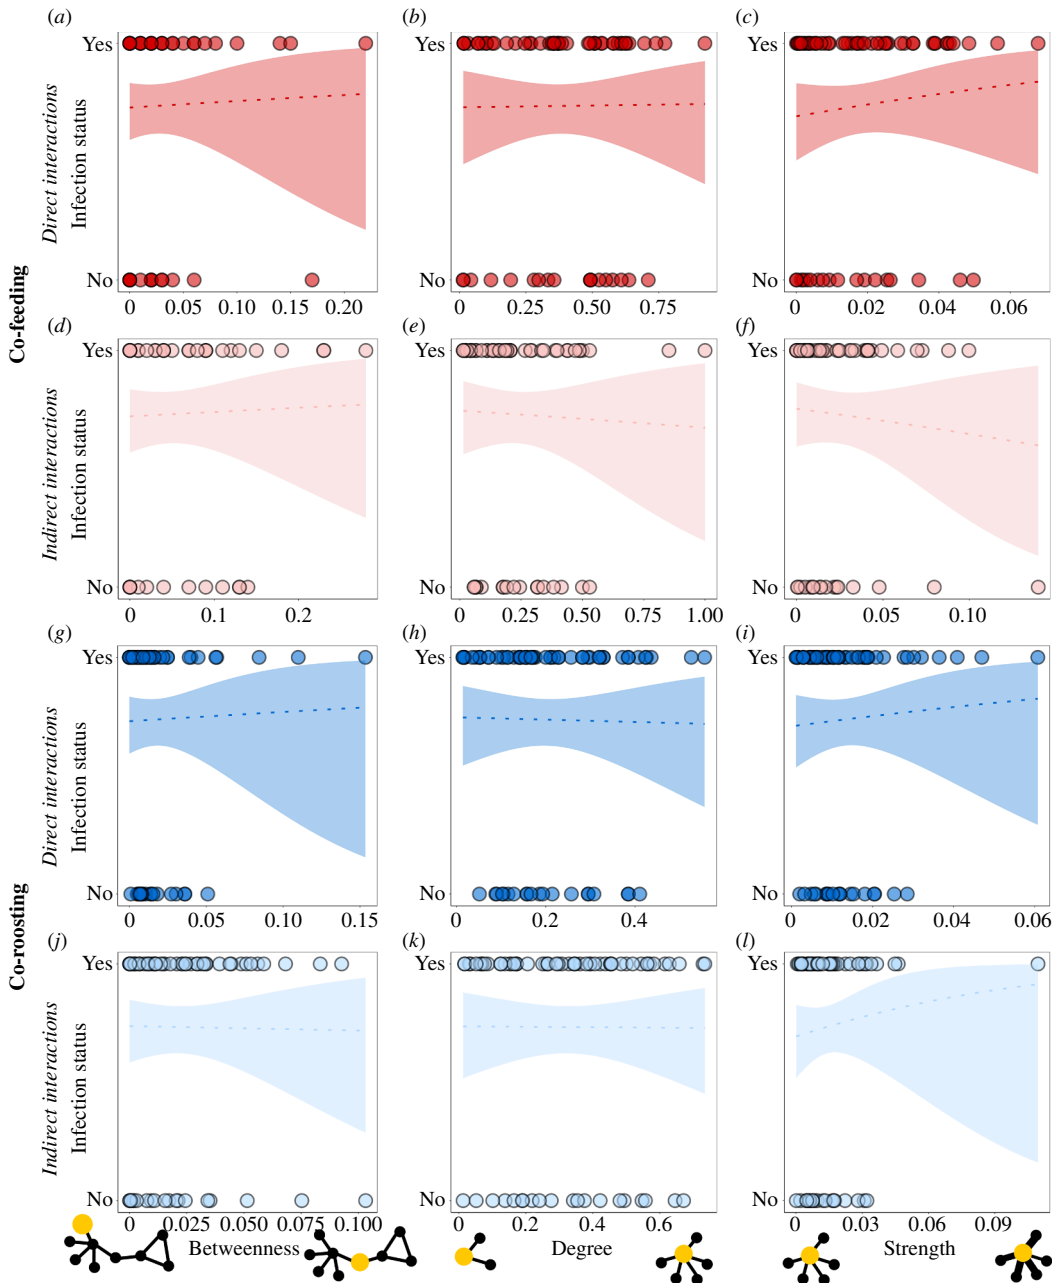 (a) (b) (c)
Co-feeding
Direct interactions
Infection status
Yes
No
0 0.05 0.10 0.15 0.20
Yes
No
0 0.25 0.50 0.75
Yes
No
0 0.02 0.04 0.06
(d) (e) (f)
Indirect interactions
Infection status
Yes
No
0 0.1 0.2
Yes
No
0 0.25 0.50 0.75 1.00
Yes
No
0 0.05 0.10
Co-roosting
(g) (h) (i)
Direct interactions
Infection status
Yes
No
0 0.05 0.10 0.15
Yes
No
0 0.2 0.4
Yes
No
0 0.02 0.04 0.06
(j) (k) (l)
Indirect interactions
Infection status
Yes
No
0 0.025 0.050 0.075 0.100
Yes
No
0 0.2 0.4 0.6
Yes
No
0 0.03 0.06 0.09
Betweenness Degree Strength